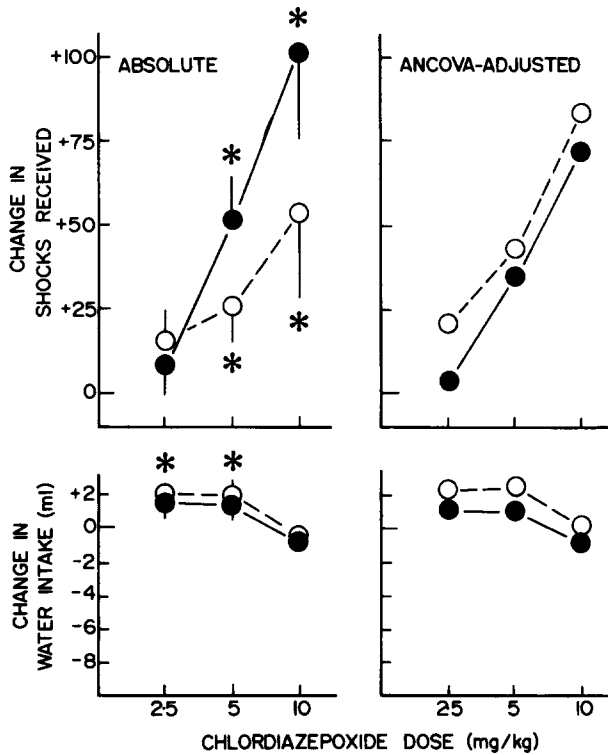 ABSOLUTE
ANCOVA-ADJUSTED
CHANGE IN
SHOCKS RECEIVED
+100
+75
+50
+25
0
*
*
*
*
*
CHANGE IN
WATER INTAKE (ml)
+2
0
-2
-4
-6
-8
*
*
2·5 5 10
2·5 5 10
CHLORDIAZEPOXIDE DOSE (mg/kg)